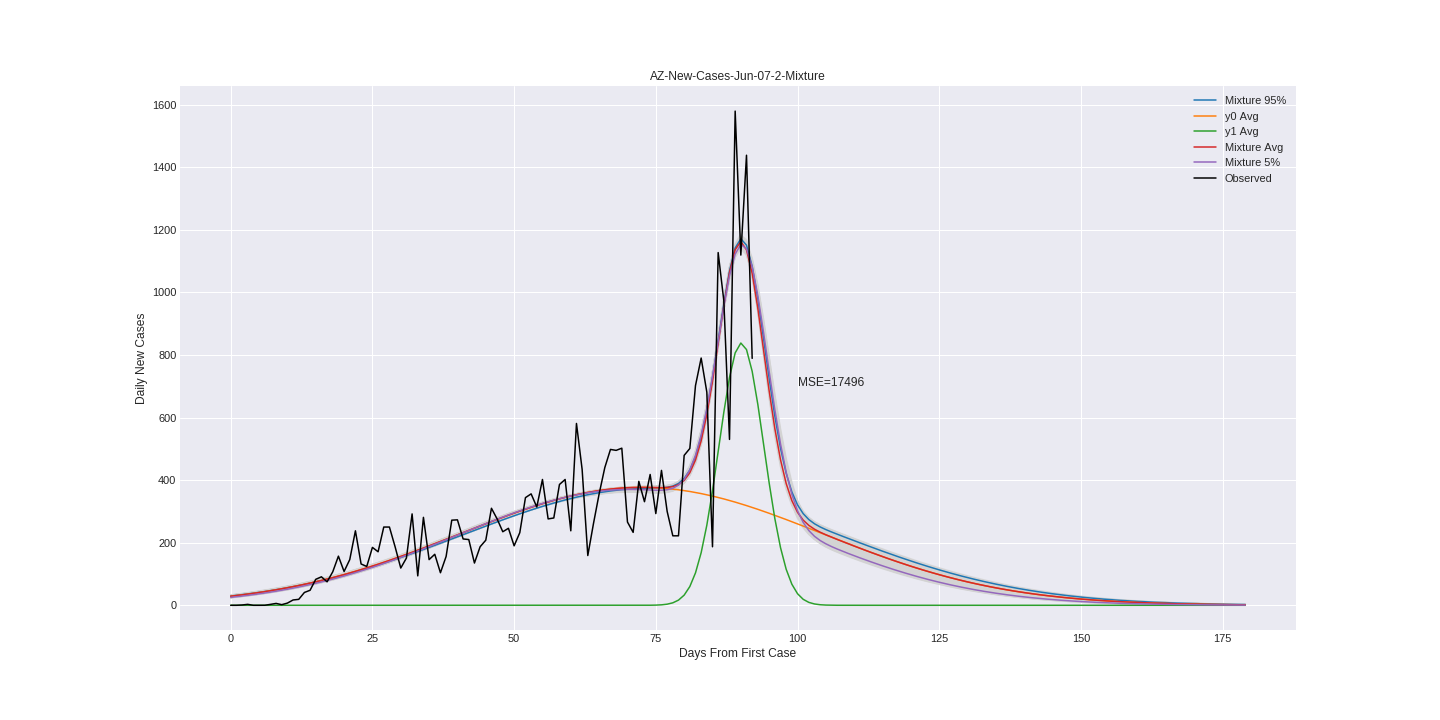 AZ-New-Cases-Jun-07-2-Mixture
Mixture 95%
y0 Avg
y1 Avg
Mixture Avg
Mixture 5%
Observed
MSE=17496
Daily New Cases
1600
1400
1200
1000
800
600
400
200
0
0 25 50 75 100 125 150 175
Days From First Case